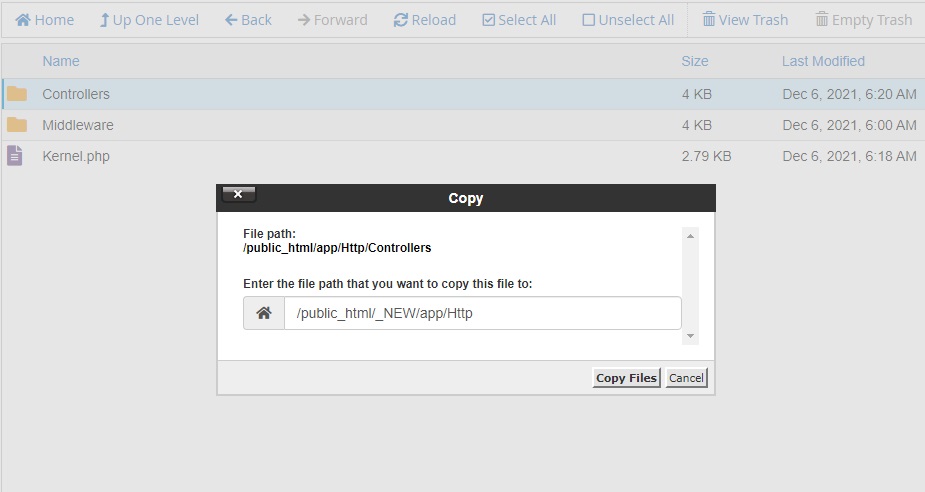 Home Up One Level Back Forward Reload Select All Unselect All View Trash Empty Trash
Name Size Last Modified
Controllers 4 KB Dec 6, 2021, 6:20 AM
Middleware 4 KB Dec 6, 2021, 6:00 AM
Kernel.php 2.79 KB Dec 6, 2021, 6:18 AM
Copy
File path:
/public_html/app/Http/Controllers
Enter the file path that you want to copy this file to:
/public_html/_NEW/app/Http
Copy Files Cancel